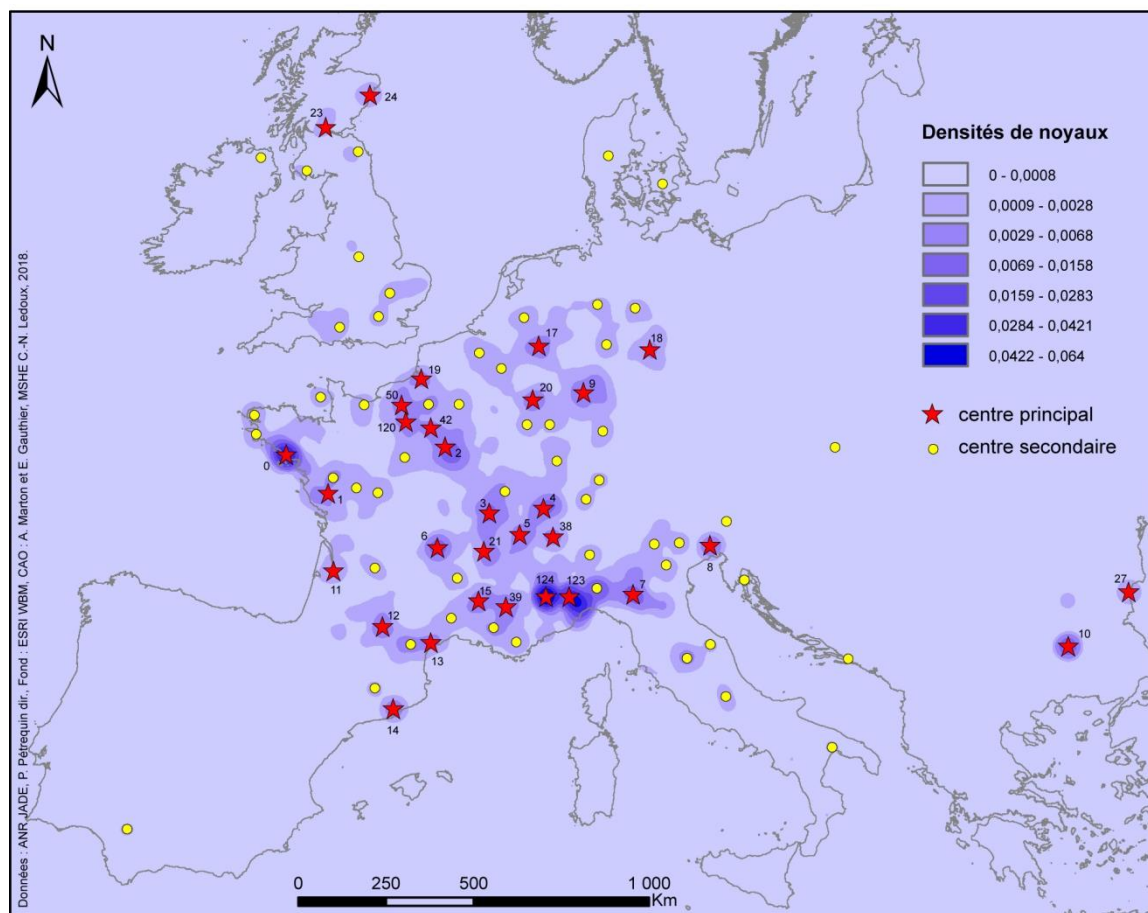 N
24
23
Densités de noyaux
0 - 0,0008
0,0009 - 0,0028
0,0029 - 0,0068
0,0069 - 0,0158
0,0159 - 0,0283
0,0284 - 0,0421
0,0422 - 0,064
centre principal
centre secondaire
17
18
19
20
9
50
120
42
2
0
1
3
4
5
6
21
38
8
11
124
123
7
15
39
27
12
13
10
14
0 250 500 1 000
Km
Données : ANR JADE, P. Pétrequin dir., Fond : ESRI WBM, CAO : A. Marton et E. Gauthier, MSHE C.-N. Ledoux, 2018.